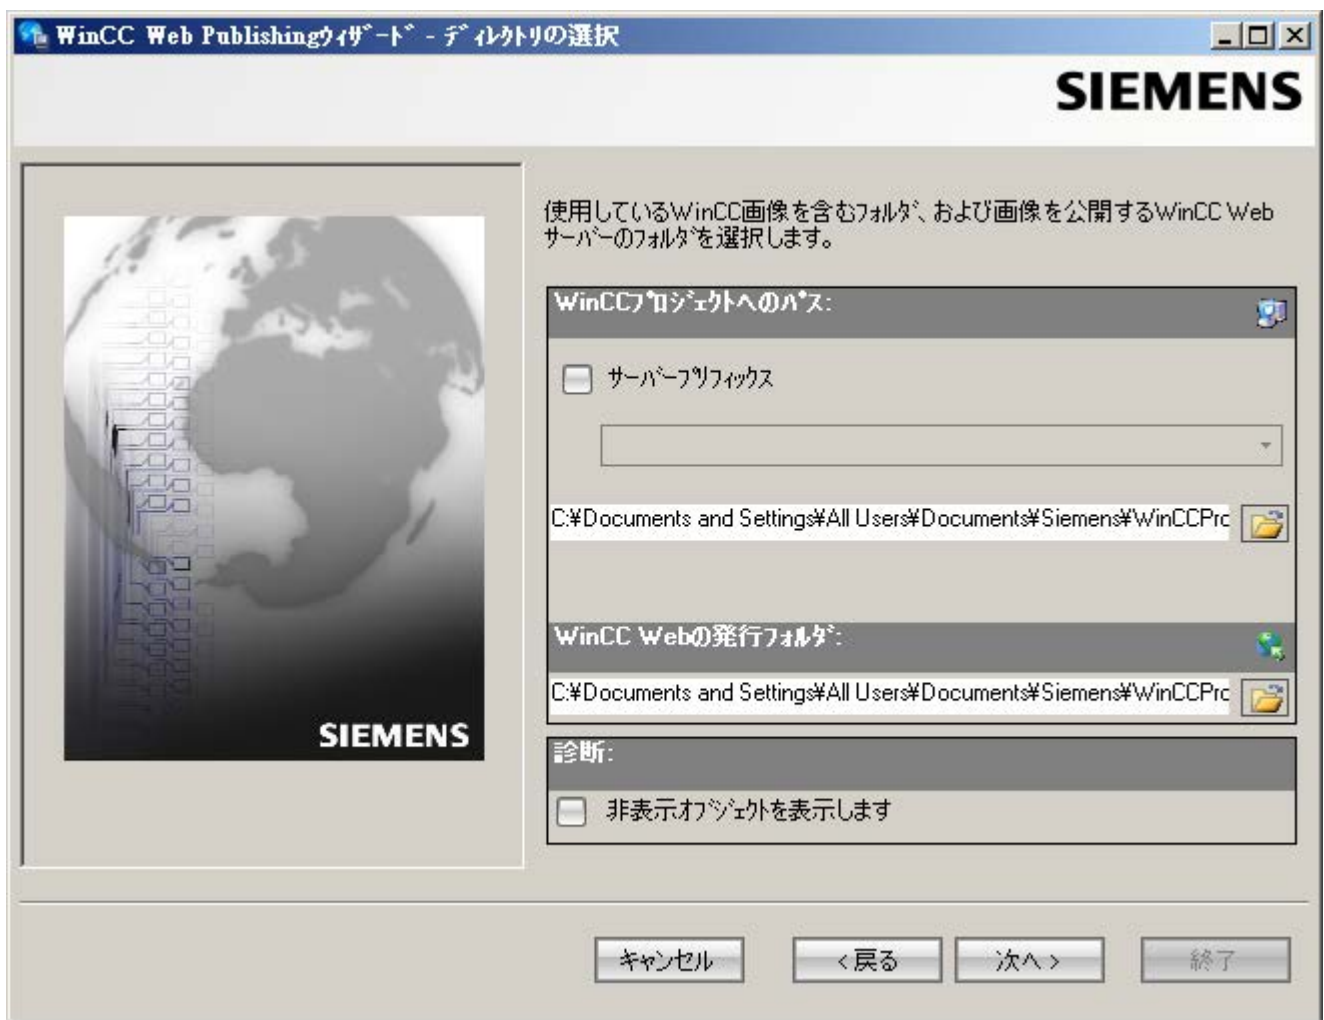 WinCC Web Publishingｳｨｻﾞｰﾄﾞ - ﾃﾞｨﾚｸﾄﾘの選択
SIEMENS
使用しているWinCC画像を含むﾌｫﾙﾀﾞ、および画像を公開するWinCC Web
ｻｰﾊﾞｰのﾌｫﾙﾀﾞを選択します。
WinCCﾌﾟﾛｼﾞｪｸﾄへのﾊﾟｽ:
ｻｰﾊﾞｰﾌﾟﾘﾌｨｯｸｽ
C:¥Documents and Settings¥All Users¥Documents¥Siemens¥WinCCPrc
WinCC Webの発行ﾌｫﾙﾀﾞ:
C:¥Documents and Settings¥All Users¥Documents¥Siemens¥WinCCPrc
SIEMENS
診断:
非表示ｵﾌﾞｼﾞｪｸﾄを表示します
ｷｬﾝｾﾙ
<戻る
次へ>
終了